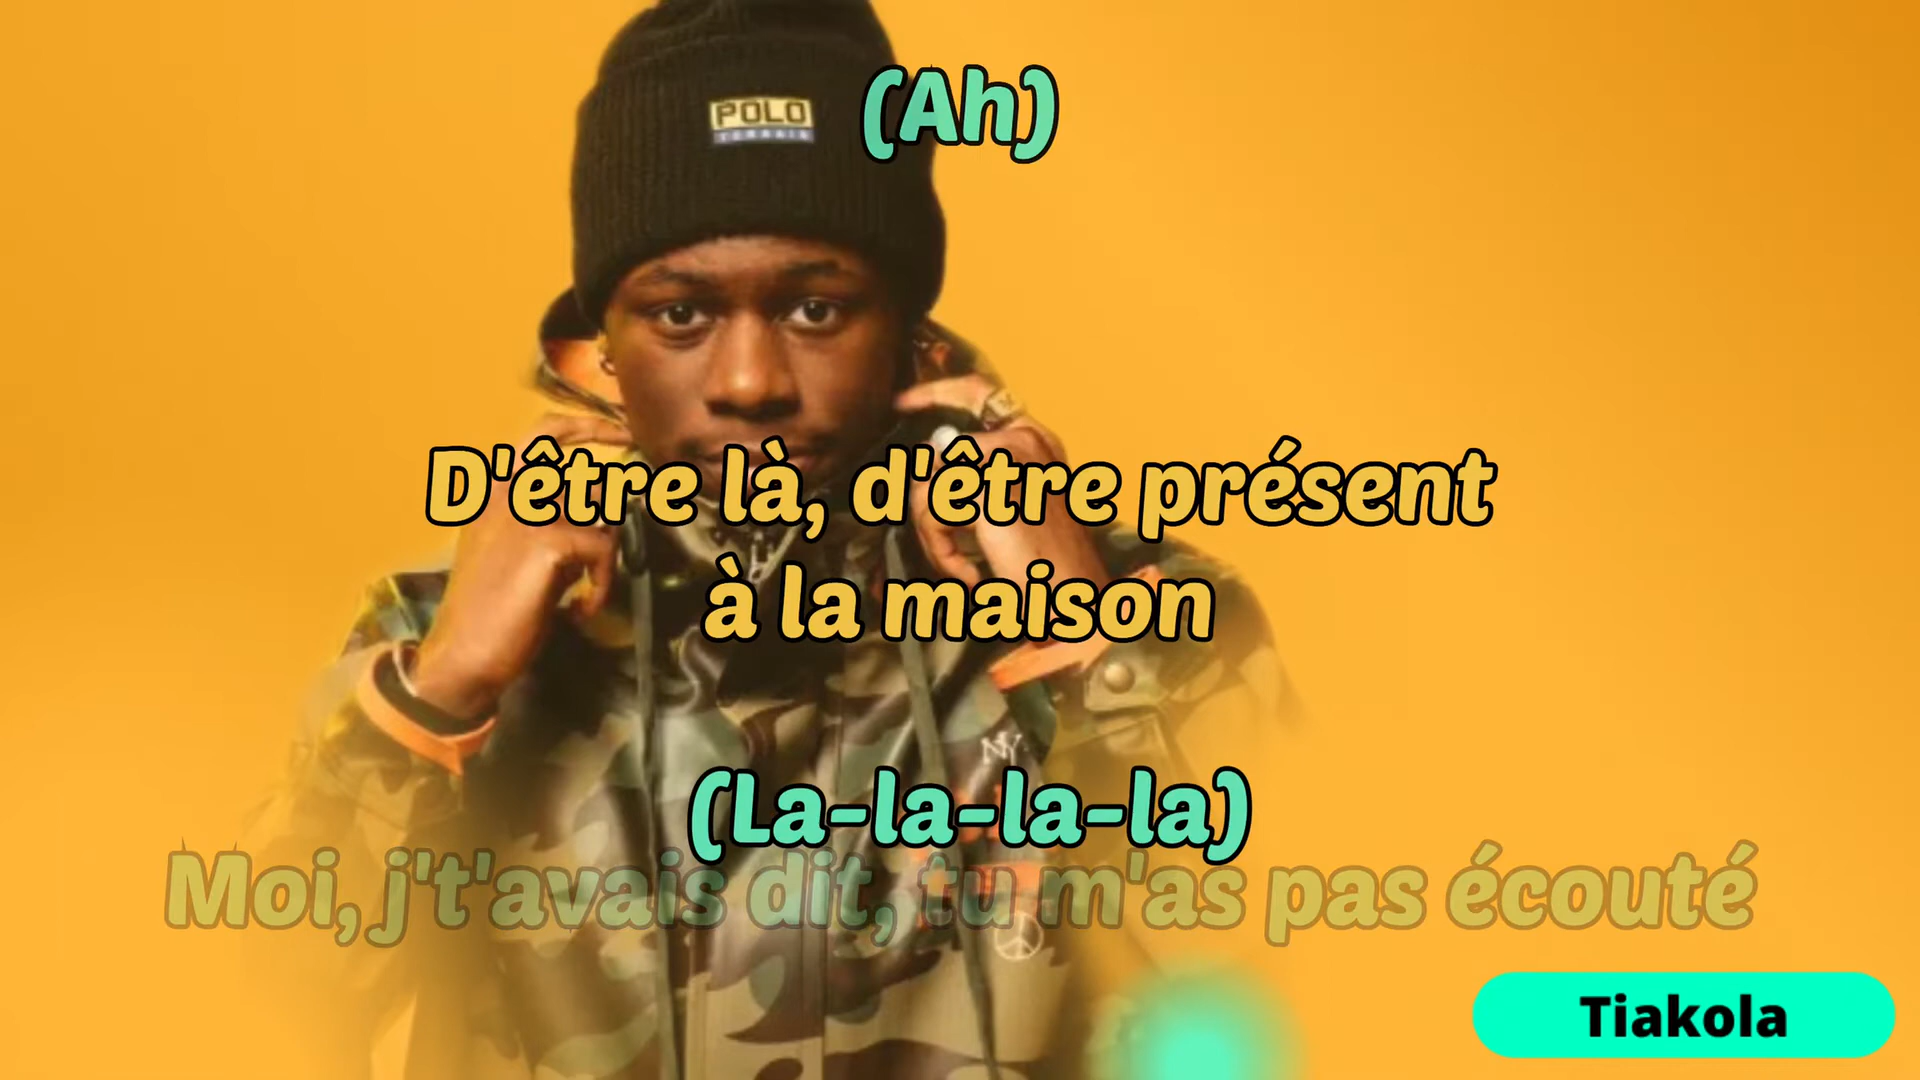 (Ah)
POLO
D'être là, d'être présent
à la maison
NY
(La-la-la-la)
Moi, j't'avais dit, tu m'as pas écouté
Tiakola